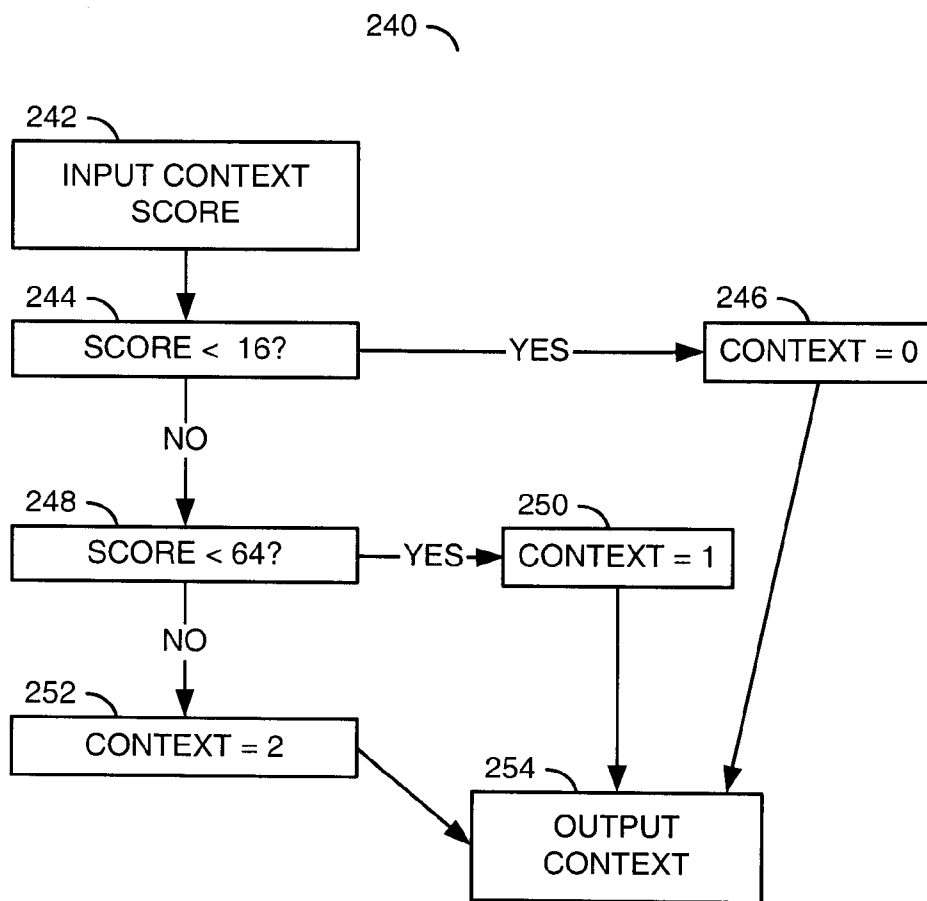 240
242
INPUT CONTEXT
SCORE
244
SCORE < 16?
YES
246
CONTEXT = 0
NO
248
SCORE < 64?
YES
250
CONTEXT = 1
NO
252
CONTEXT = 2
254
OUTPUT
CONTEXT